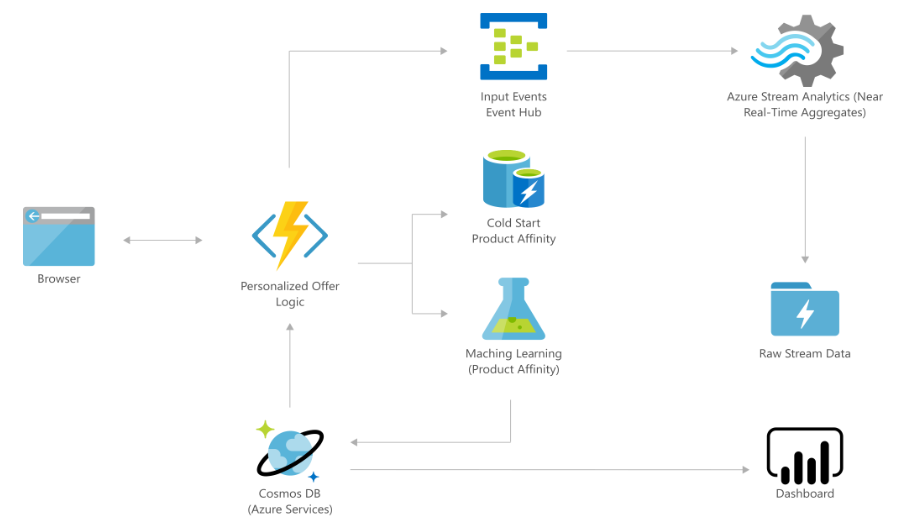 Input Events
Event Hub
Azure Stream Analytics (Near
Real-Time Aggregates)
Cold Start
Product Affinity
Browser
Personalized Offer
Logic
Maching Learning
(Product Affinity)
Raw Stream Data
Cosmos DB
(Azure Services)
Dashboard